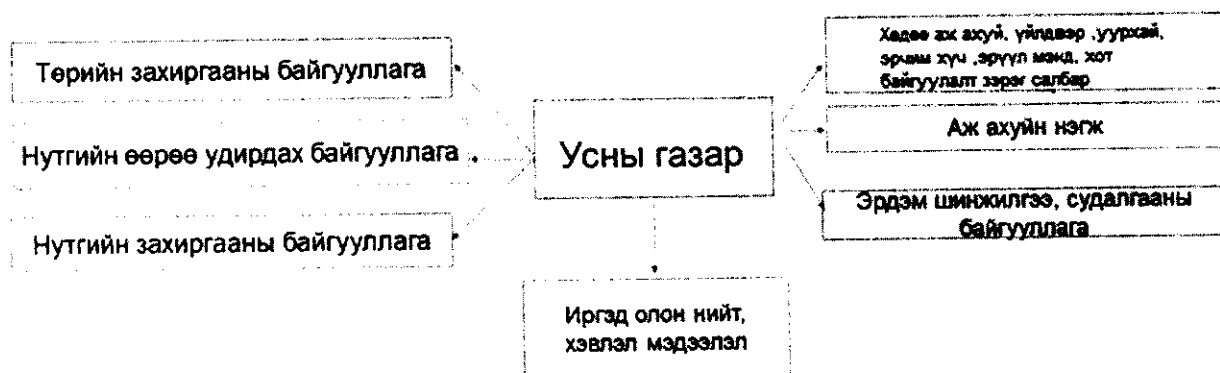 Төрийн захиргааны байгууллага
Нутгийн өөрөө удирдах байгууллага
Нутгийн захиргааны байгууллага
Усны газар
Иргэд олон нийт,
хэвлэл мэдээлэл
Хөдөө аж ахуй, үйлдвэр ,уурхай,
эрчим хүч ,эрүүл мэнд, хот
байгуулалт зэрэг салбар
Аж ахуйн нэгж
Эрдэм шинжилгээ, судалгааны
байгууллага